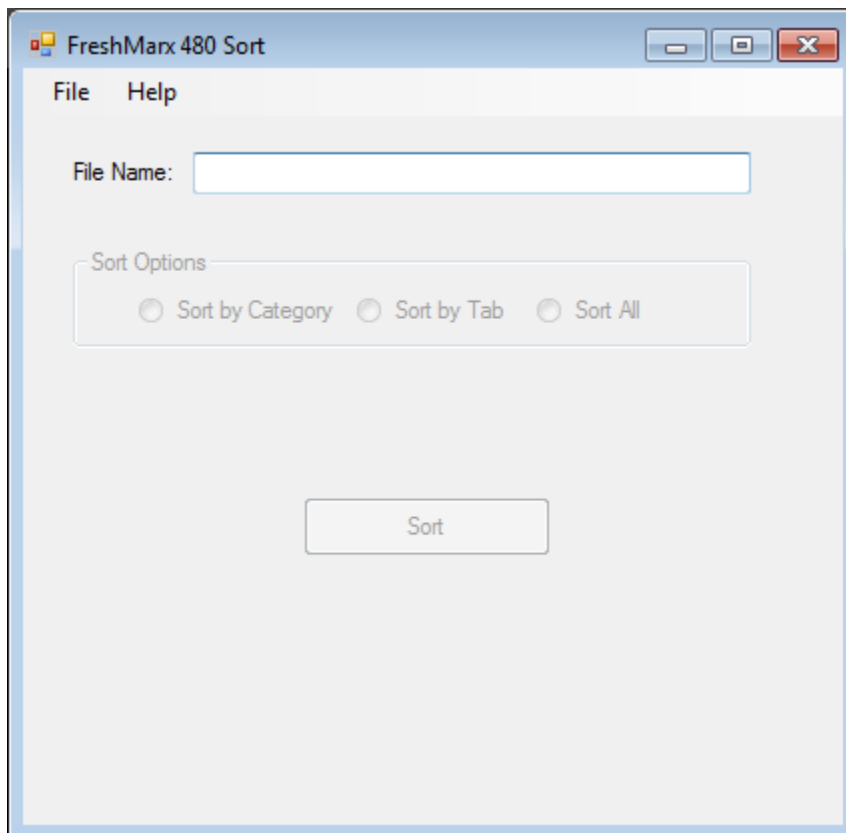 FreshMarx 480 Sort
File Help
File Name:
Sort Options
Sort by Category Sort by Tab Sort All
Sort